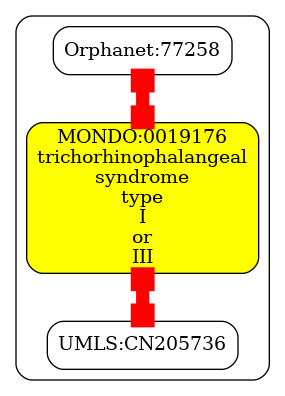 Orphanet:77258
MONDO:0019176
trichorhinophalangeal
syndrome
type
I
or
III
UMLS:CN205736